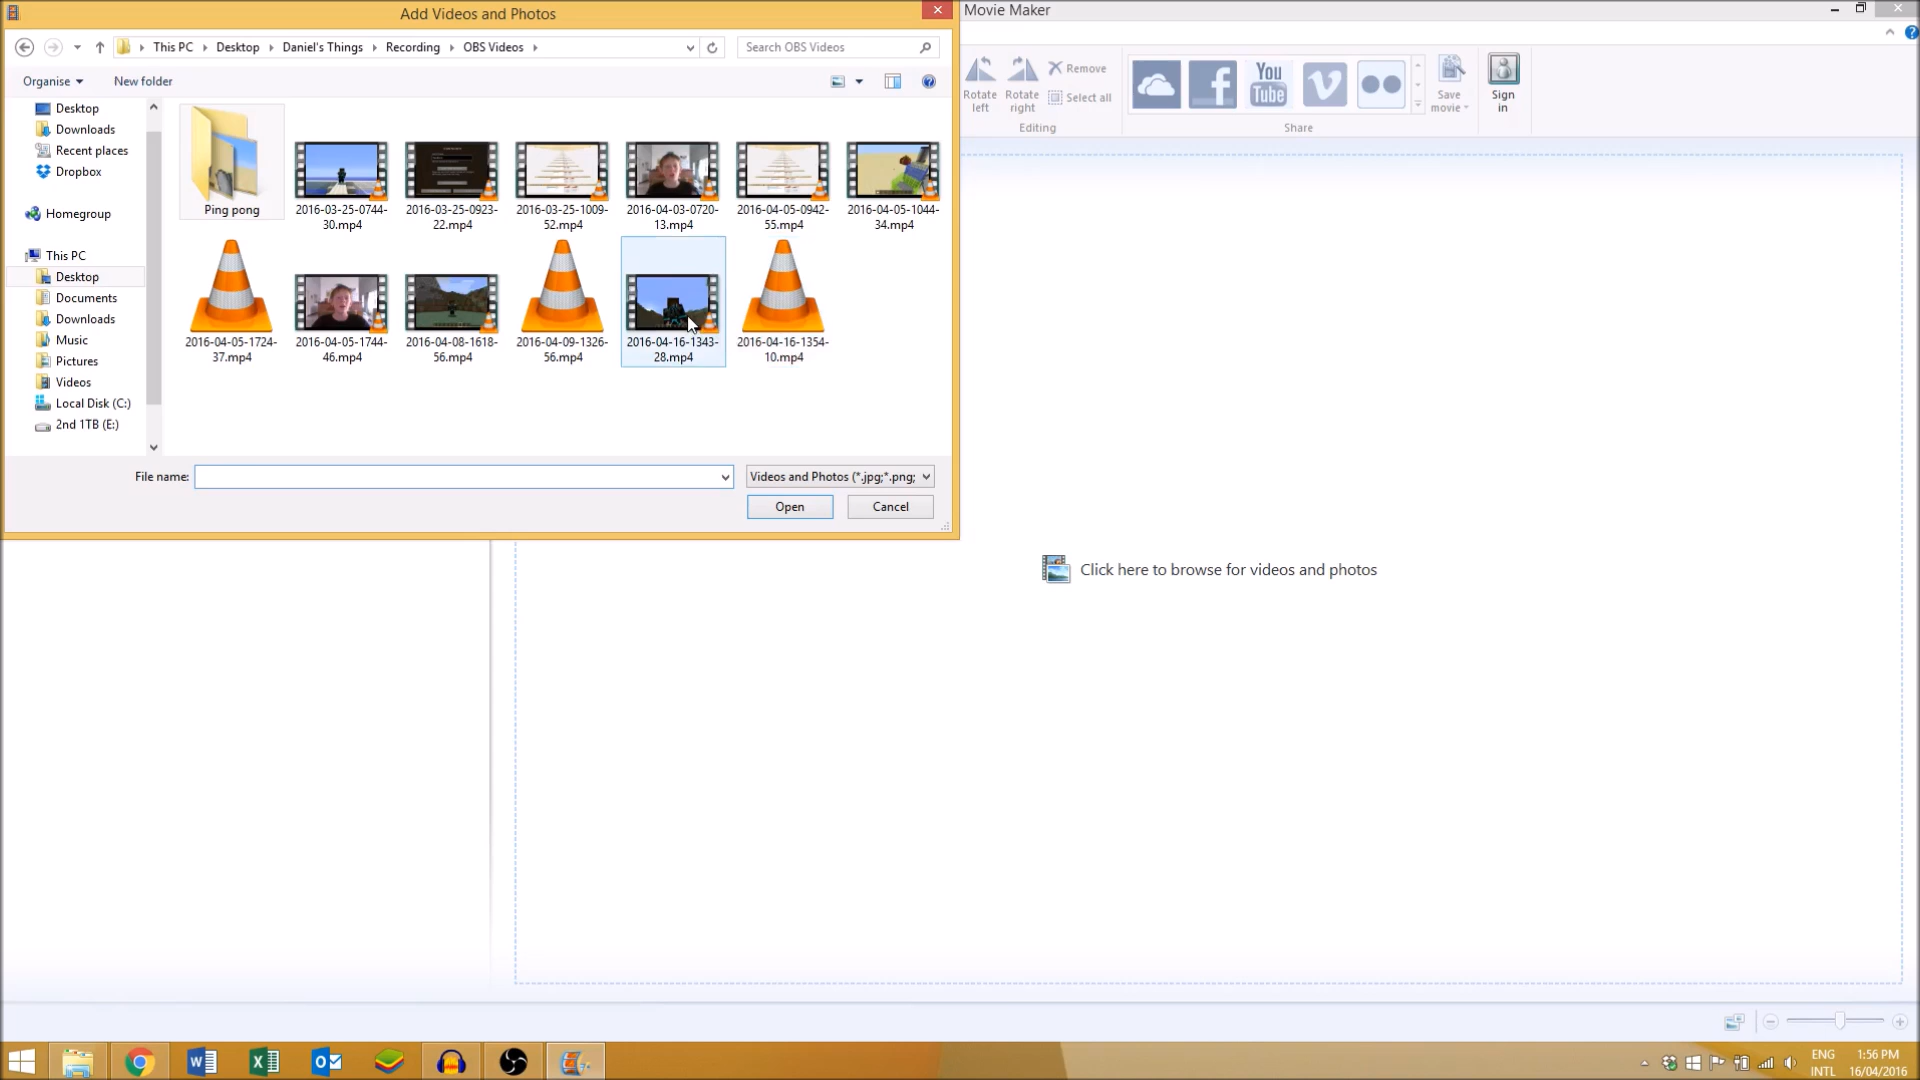 Add Videos and Photos
Movie Maker
This PC
Desktop
Daniel's Things
Recording
OBS Videos
Search OBS Videos
Organise
New folder
Desktop
Downloads
Recent places
Dropbox
Homegroup
This PC
Desktop
Documents
Downloads
Music
Pictures
Videos
Local Disk (C:)
2nd 1TB (E:)
Ping pong
2016-03-25-0744-
30.mp4
2016-03-25-0923-
22.mp4
2016-03-25-1009-
52.mp4
2016-04-03-0720-
13.mp4
2016-04-05-0942-
55.mp4
2016-04-05-1044-
34.mp4
2016-04-05-1724-
37.mp4
2016-04-05-1744-
46.mp4
2016-04-08-1618-
56.mp4
2016-04-09-1326-
56.mp4
2016-04-16-1343-
28.mp4
2016-04-16-1354-
10.mp4
File name:
Videos and Photos (*.jpg;*.png;
Open
Cancel
Rotate
left
Rotate
right
Remove
Select all
Editing
You
Tube
Share
Save
movie
Sign
in
Click here to browse for videos and photos
ENG
INTL
1:56 PM
16/04/2016